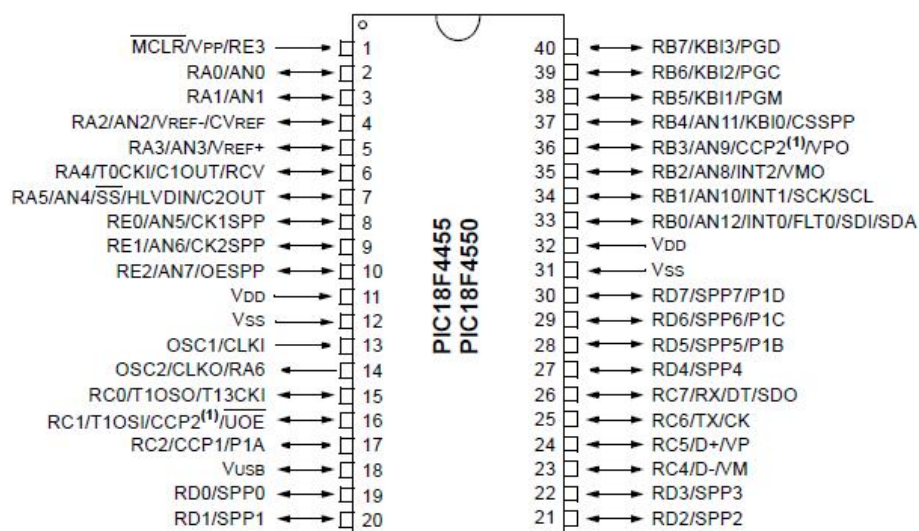 MCLR/VPP/RE3 1 40 RB7/KBI3/PGD
RA0/AN0 2 39 RB6/KBI2/PGC
RA1/AN1 3 38 RB5/KBI1/PGM
RA2/AN2/VREF-/CVREF 4 37 RB4/AN11/KBI0/CSSPP
RA3/AN3/VREF+ 5 36 RB3/AN9/CCP2(1)/VPO
RA4/T0CKI/C1OUT/RCV 6 35 RB2/AN8/INT2/VMO
RA5/AN4/SS/HLVDIN/C2OUT 7 34 RB1/AN10/INT1/SCK/SCL
RE0/AN5/CK1SPP 8 33 RB0/AN12/INT0/FLT0/SDI/SDA
RE1/AN6/CK2SPP 9 32 VDD
RE2/AN7/OESPP 10 31 VSS
VDD 11 30 RD7/SPP7/P1D
VSS 12 29 RD6/SPP6/P1C
OSC1/CLKI 13 28 RD5/SPP5/P1B
OSC2/CLKO/RA6 14 27 RD4/SPP4
RC0/T1OSO/T13CKI 15 26 RC7/RX/DT/SDO
RC1/T1OSI/CCP2(1)/UOE 16 25 RC6/TX/CK
RC2/CCP1/P1A 17 24 RC5/D+/VP
VUSB 18 23 RC4/D-/VM
RD0/SPP0 19 22 RD3/SPP3
RD1/SPP1 20 21 RD2/SPP2
PIC18F4455
PIC18F4550